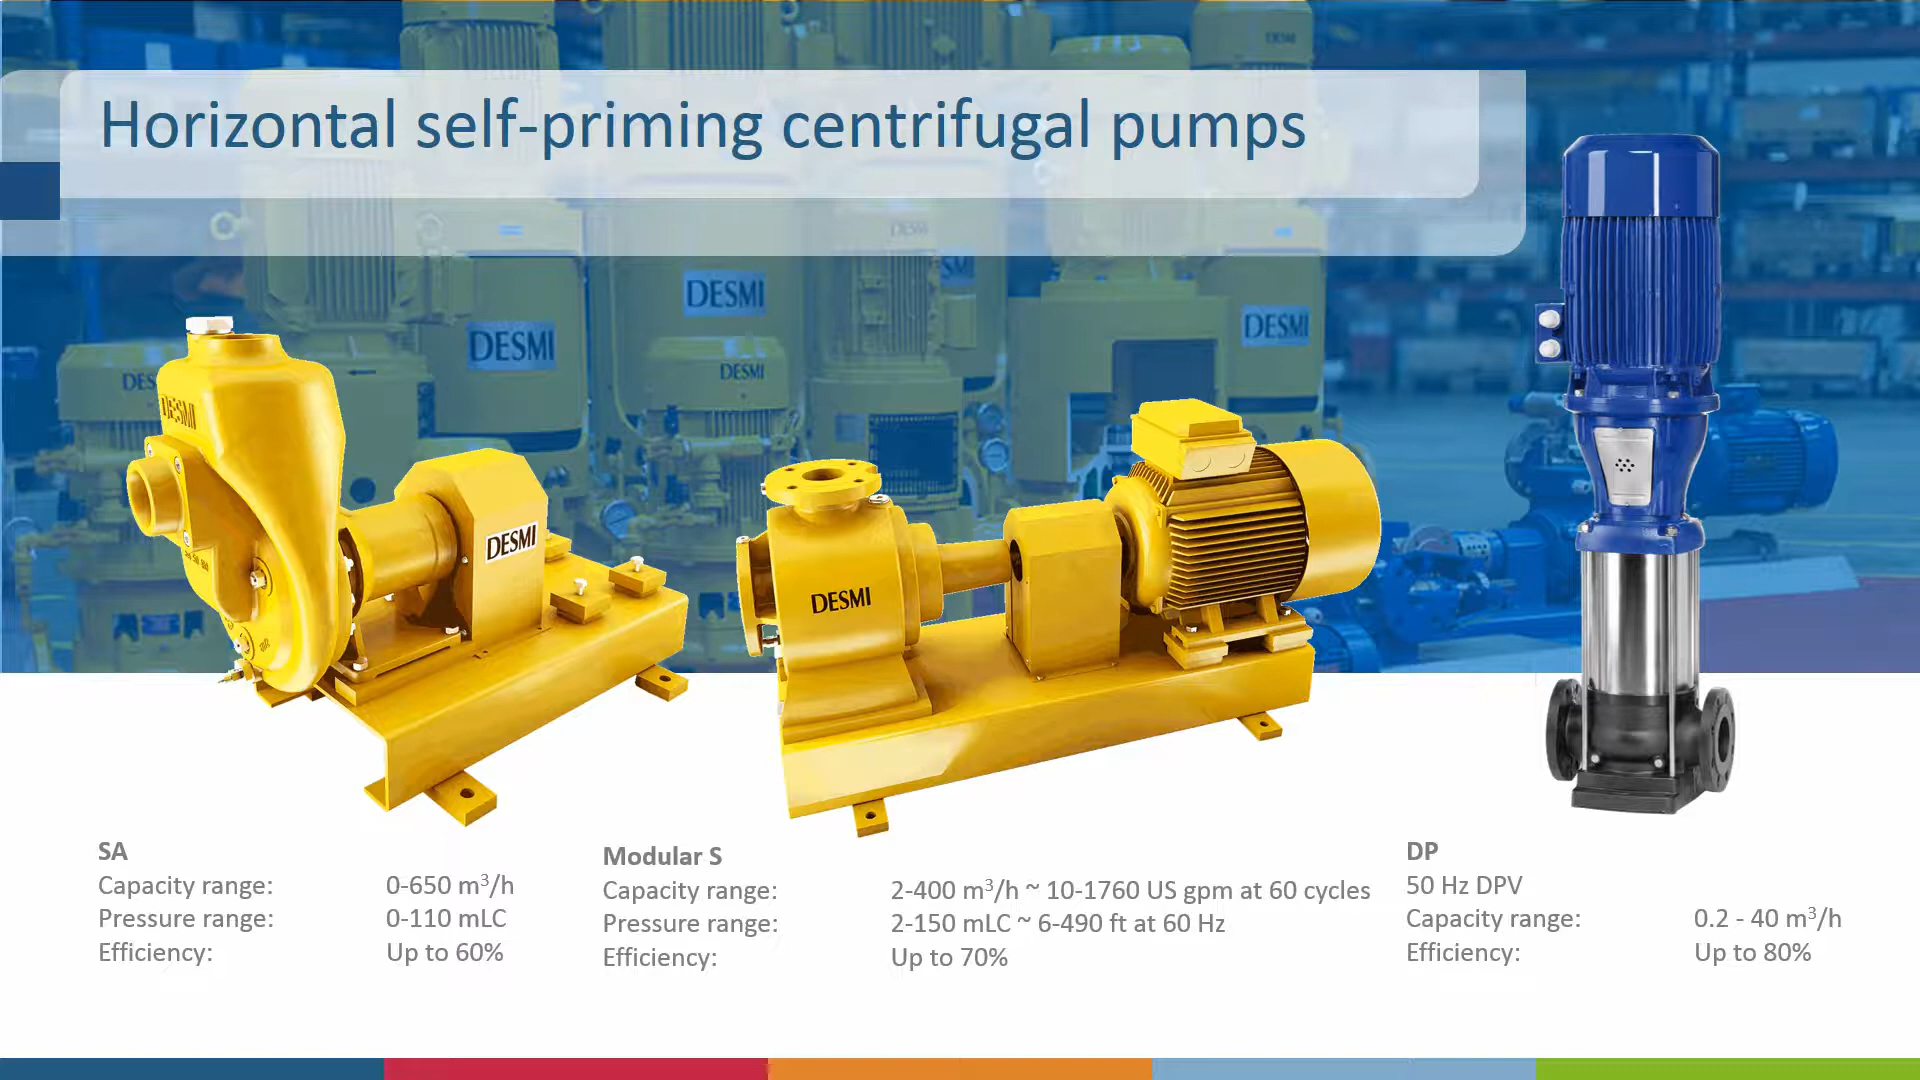 Horizontal self-priming centrifugal pumps
DESMI
DESMI
DESMI
DESMI
DESMI
DESMI
DESMI
SA
Capacity range: 0-650 m³/h
Pressure range: 0-110 mLC
Efficiency: Up to 60%
Modular S
Capacity range: 2-400 m³/h ~ 10-1760 US gpm at 60 cycles
Pressure range: 2-150 mLC ~ 6-490 ft at 60 Hz
Efficiency: Up to 70%
DP
50 Hz DPV
Capacity range: 0.2 - 40 m³/h
Efficiency: Up to 80%